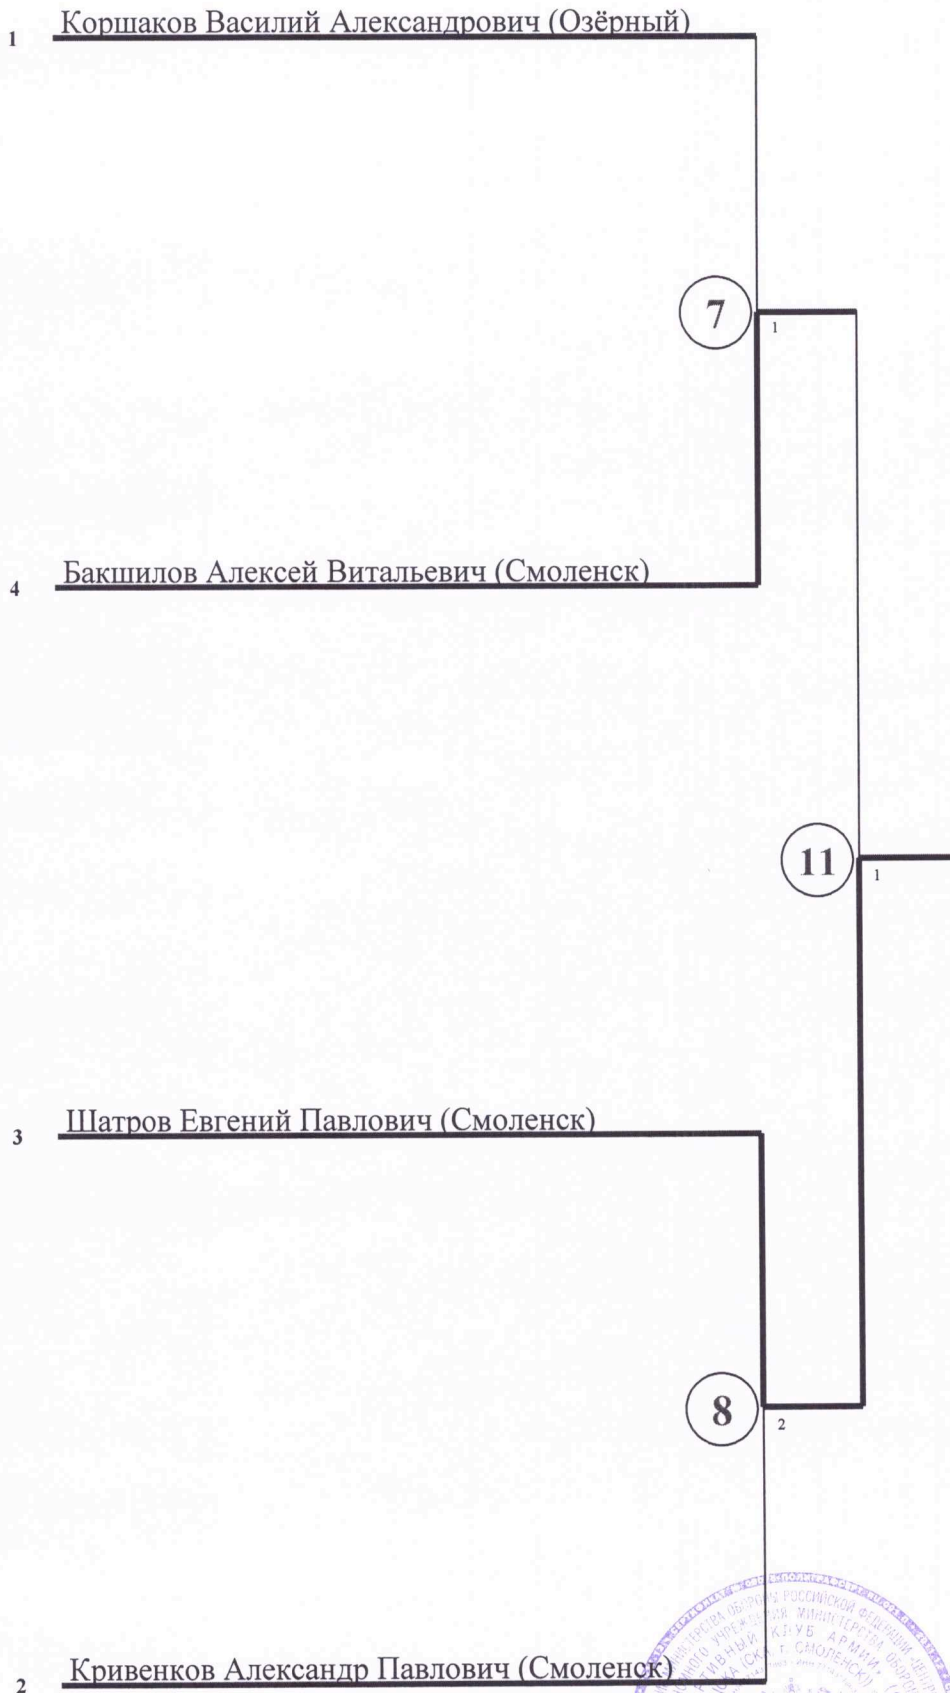 1 Коршаков Василий Александрович (Озёрный)
7
1
4 Бакшилов Алексей Витальевич (Смоленск)
11
1
3 Шатров Евгений Павлович (Смоленск)
8
2
2 Кривенков Александр Павлович (Смоленск)